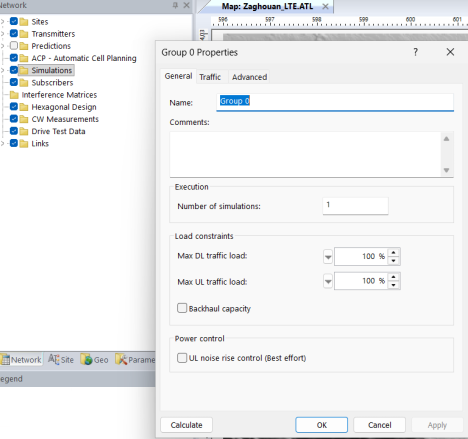 Network
Map: Zaghouan_LTE.ATL
596 597 598 599 600 601
Sites
Transmitters
Predictions
ACP - Automatic Cell Planning
Simulations
Subscribers
Interference Matrices
Hexagonal Design
CW Measurements
Drive Test Data
Links
Group 0 Properties
General Traffic Advanced
Name: Group 0
Comments:
Execution
Number of simulations: 1
Load constraints
Max DL traffic load: 100 %
Max UL traffic load: 100 %
Backhaul capacity
Power control
UL noise rise control (Best effort)
Network Site Geo Parame
egend
Calculate OK Cancel Apply